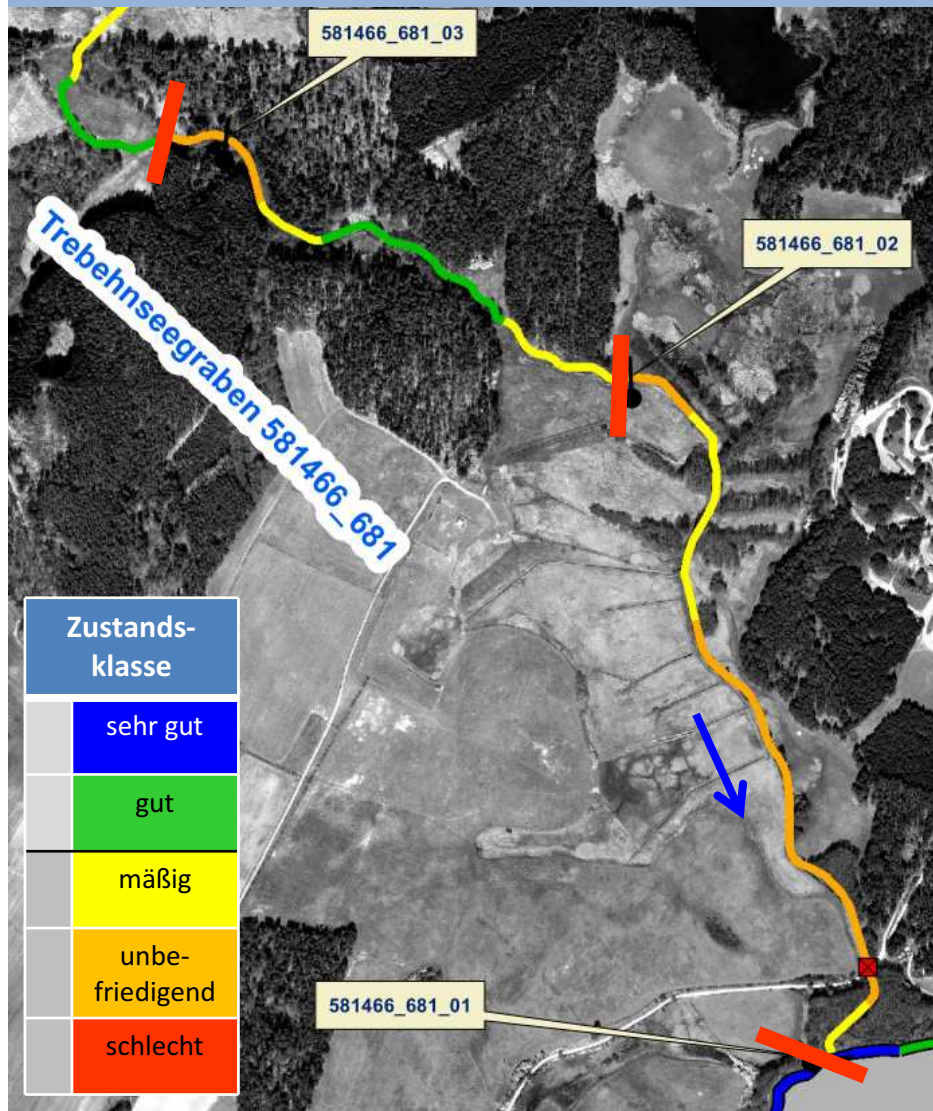 581466_681_03
581466_681_02
Trebehnseegraben 581466_681
Zustands-
klasse
sehr gut
gut
mäßig
unbe-
friedigend
schlecht
581466_681_01